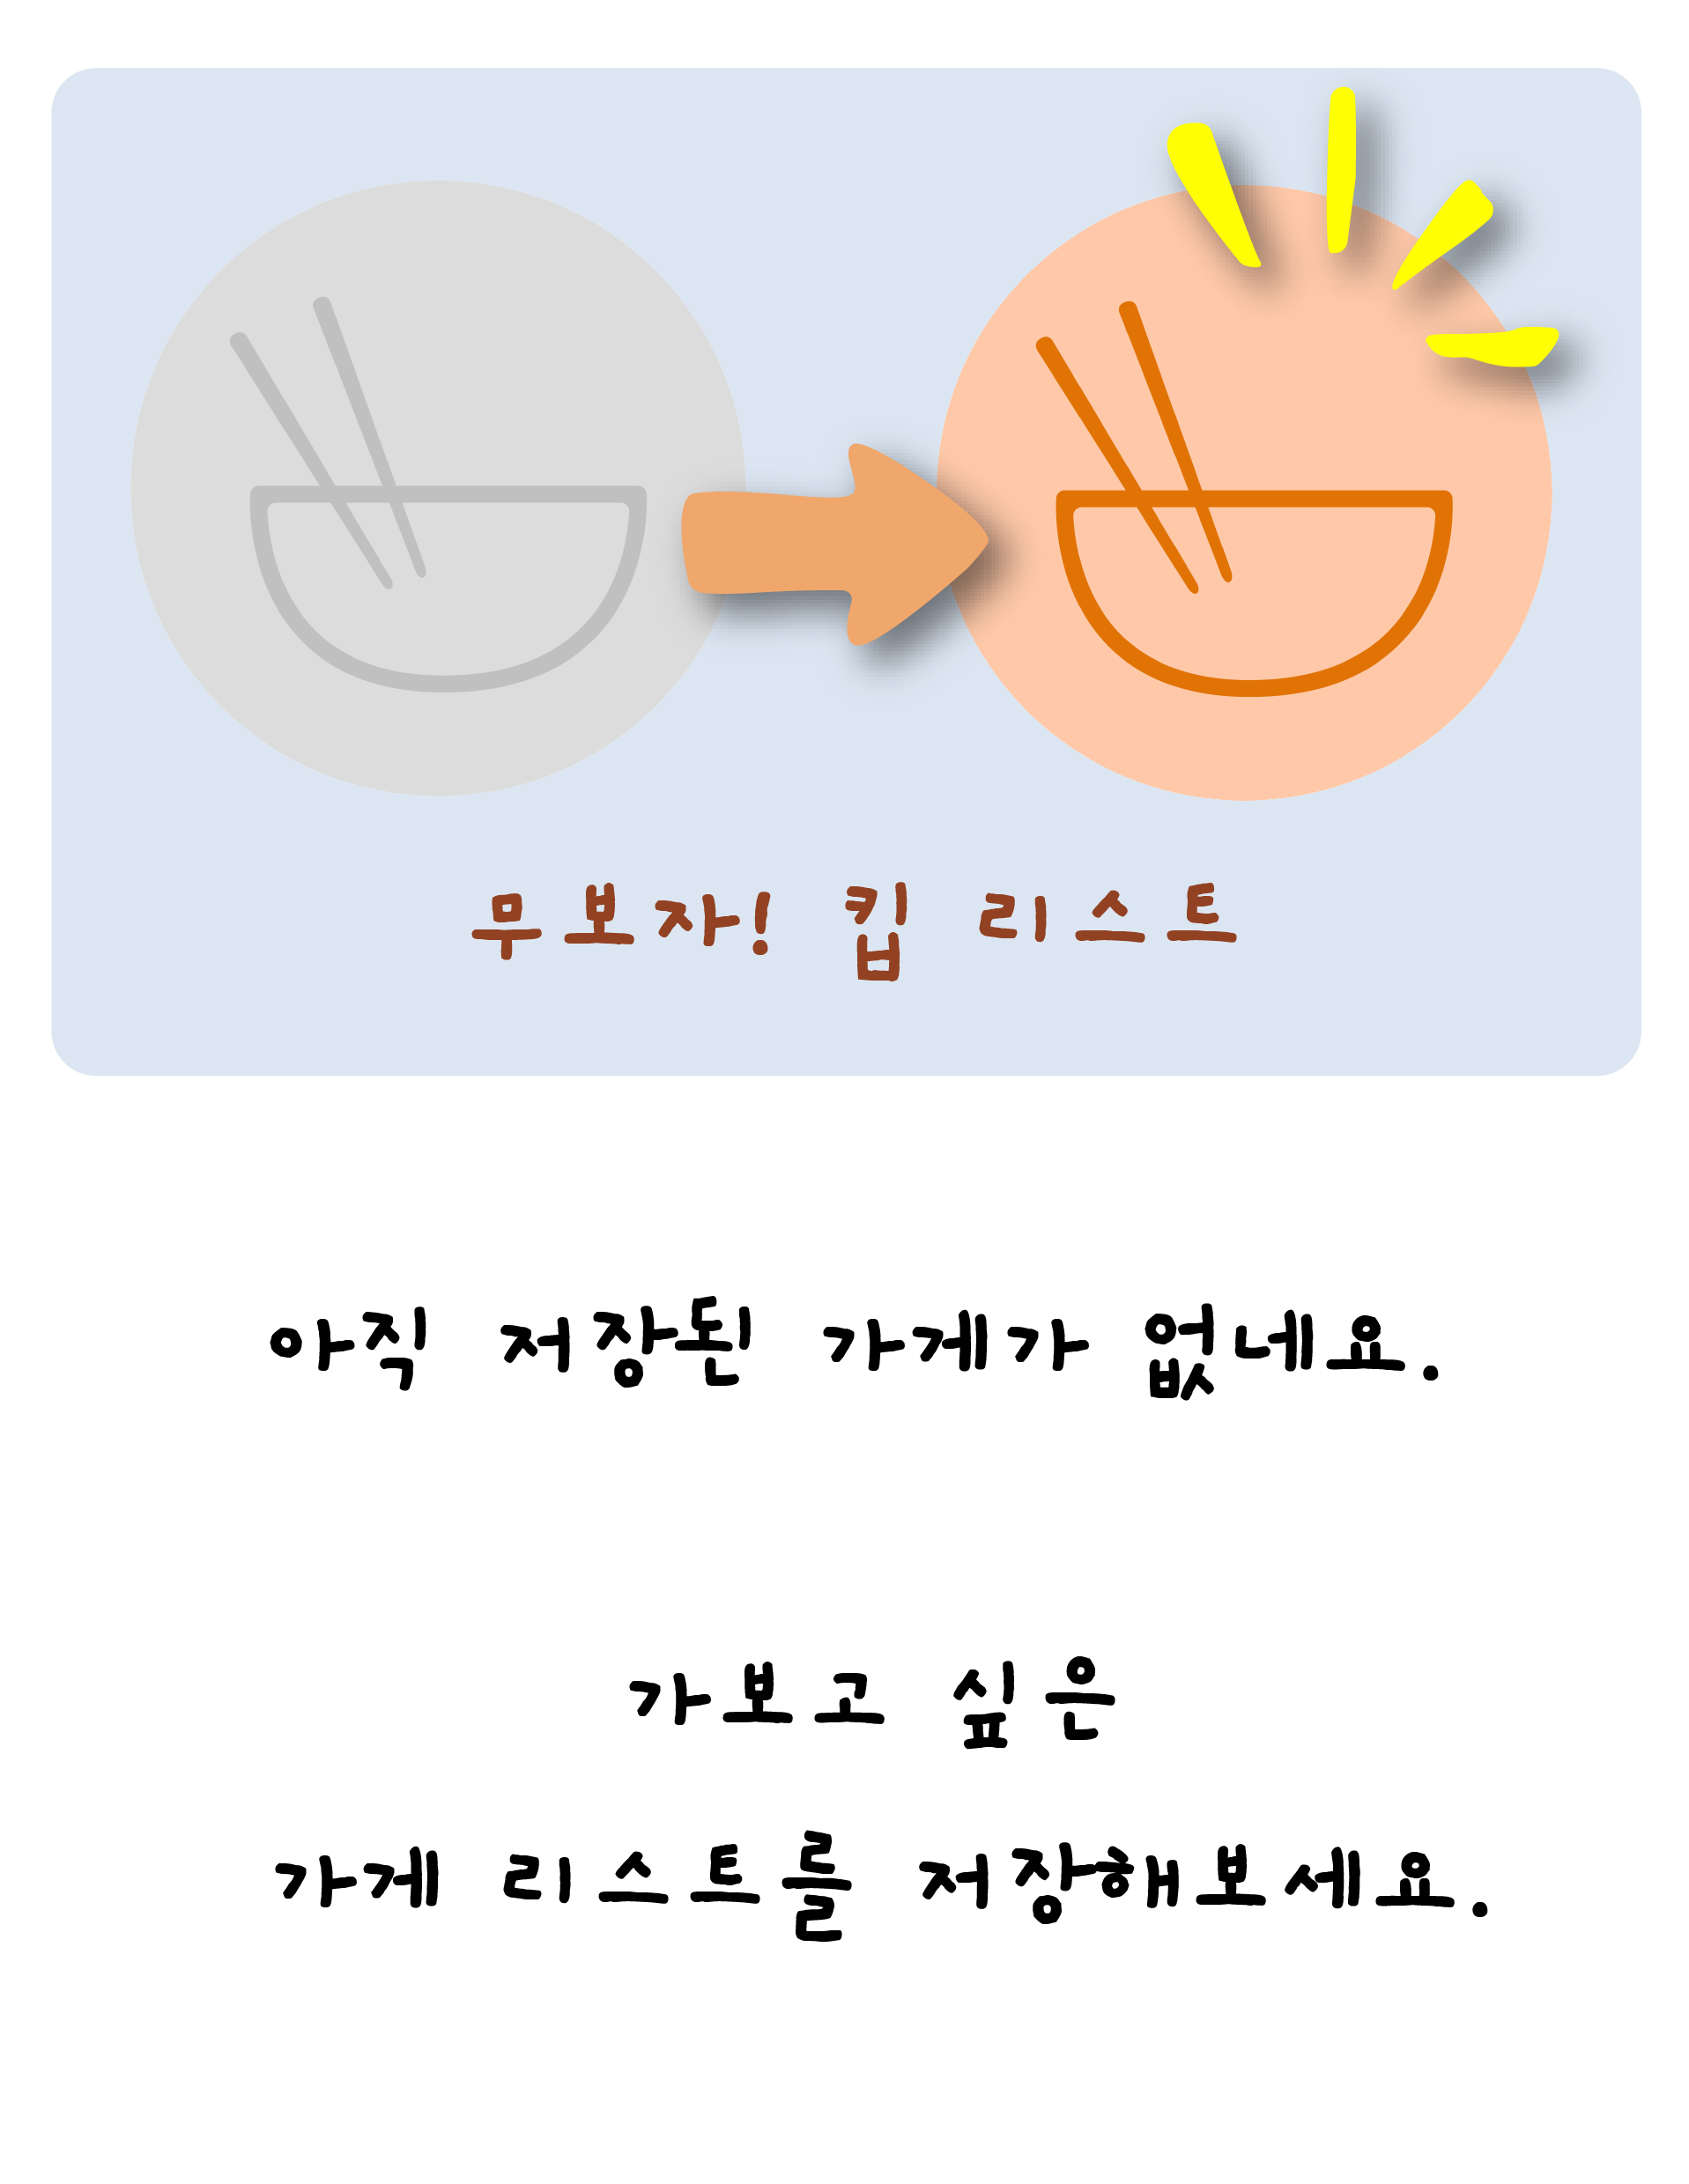 무보자! 킵 리스트
아직 저장된 가게가 없네요.
가보고 싶은
가게 리스트를 저장해보세요.